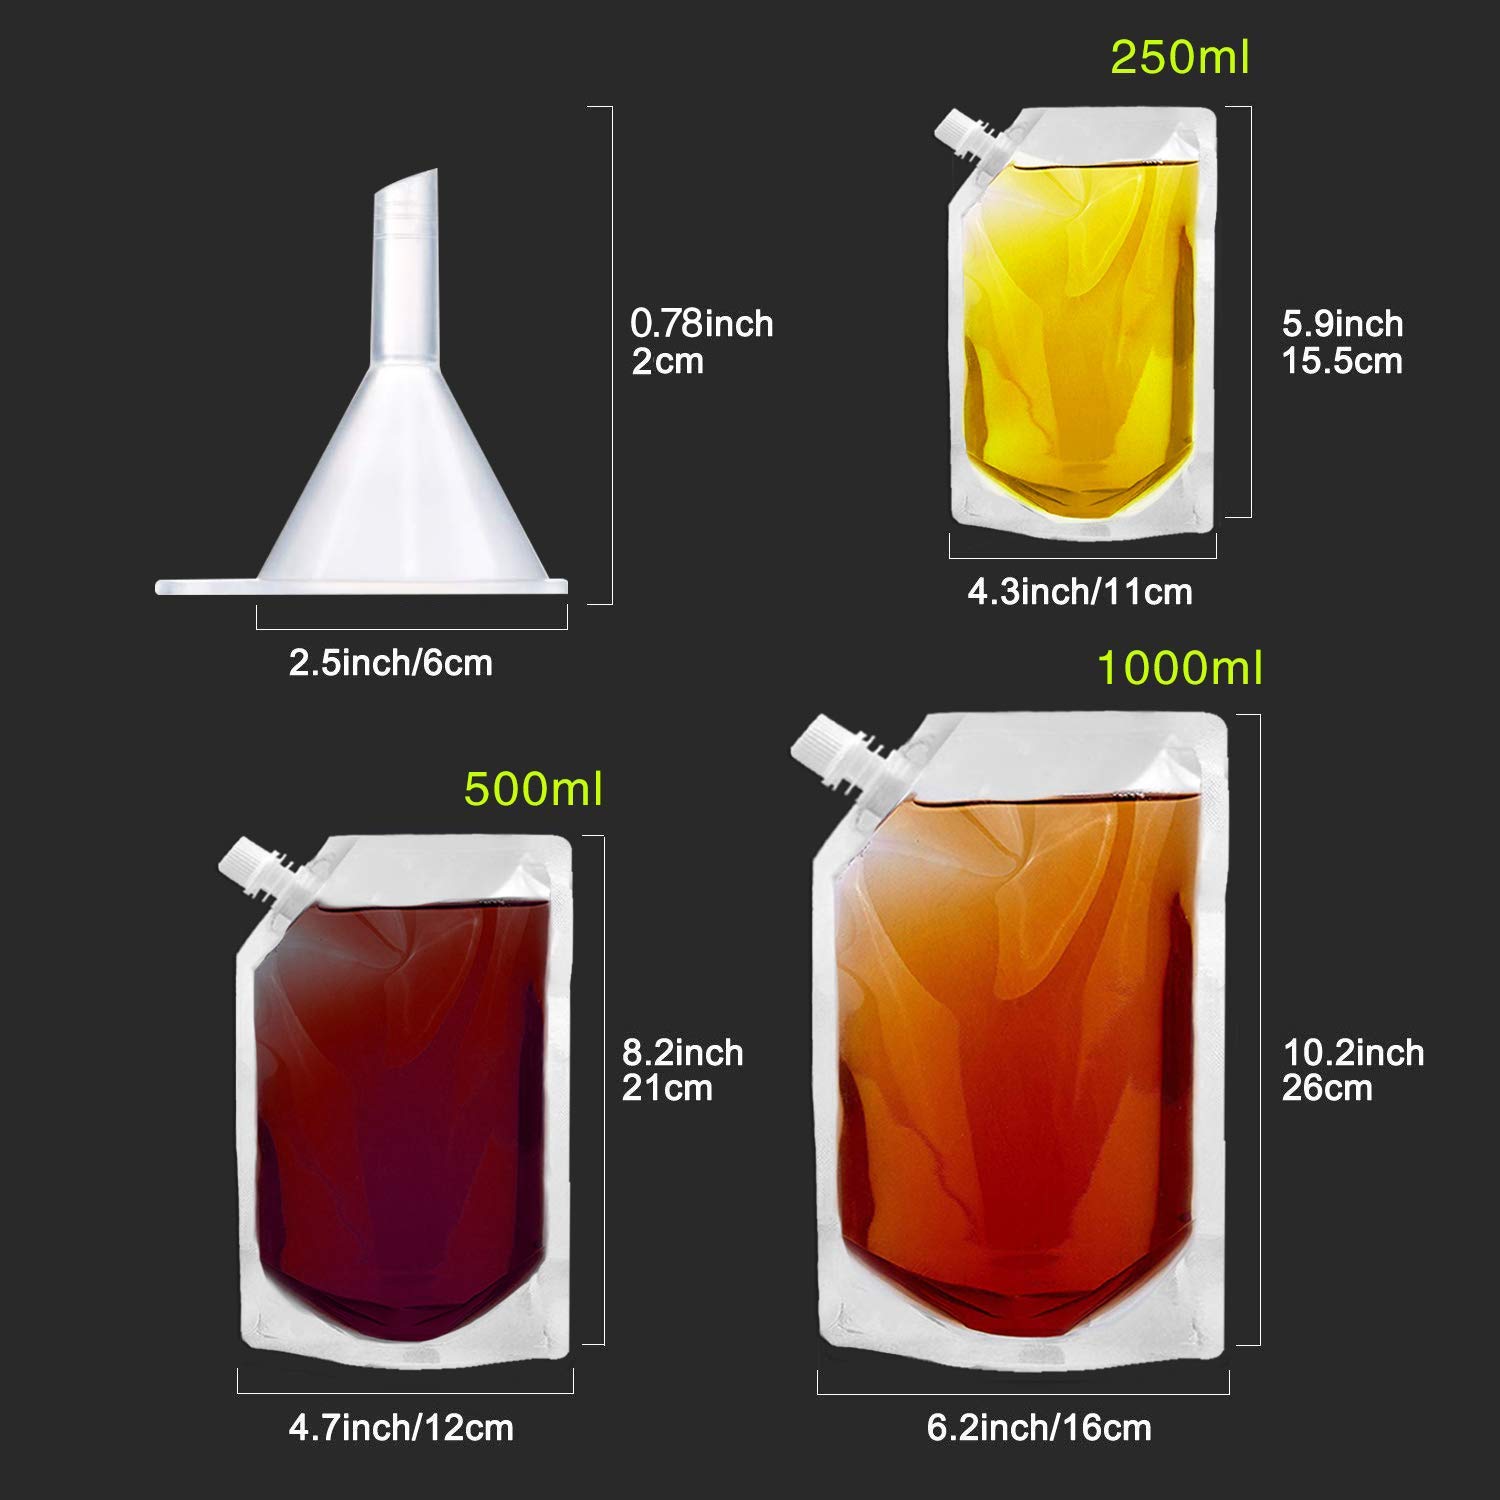 250ml
0.78inch
2cm
5.9inch
15.5cm
4.3inch/11cm
2.5inch/6cm
1000ml
500ml
8.2inch
21cm
10.2inch
26cm
4.7inch/12cm
6.2inch/16cm